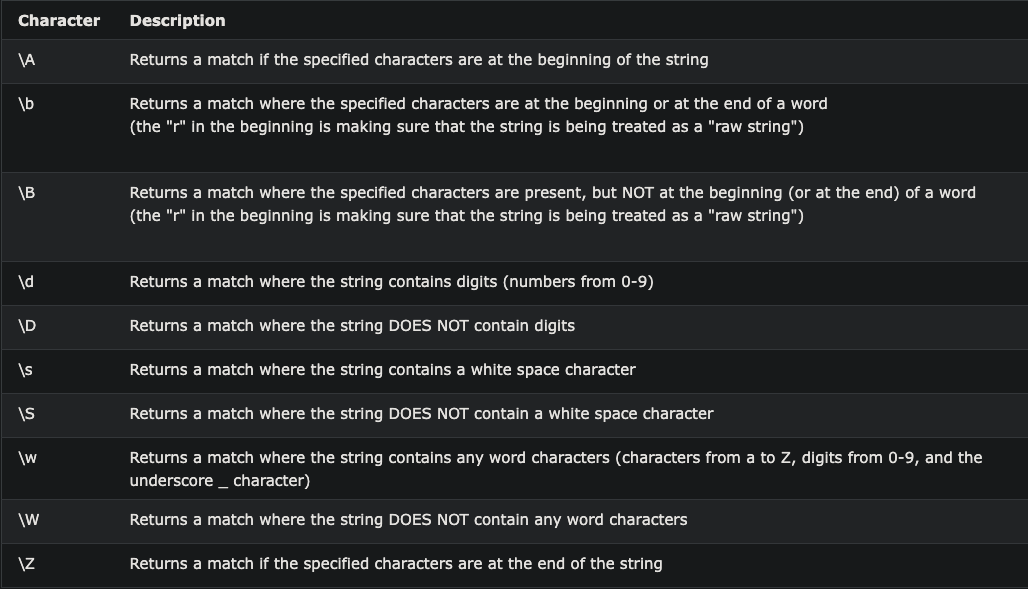 Character Description
\A Returns a match if the specified characters are at the beginning of the string
\b Returns a match where the specified characters are at the beginning or at the end of a word
(the "r" in the beginning is making sure that the string is being treated as a "raw string")
\B Returns a match where the specified characters are present, but NOT at the beginning (or at the end) of a word
(the "r" in the beginning is making sure that the string is being treated as a "raw string")
\d Returns a match where the string contains digits (numbers from 0-9)
\D Returns a match where the string DOES NOT contain digits
\s Returns a match where the string contains a white space character
\S Returns a match where the string DOES NOT contain a white space character
\w Returns a match where the string contains any word characters (characters from a to Z, digits from 0-9, and the
underscore _ character)
\W Returns a match where the string DOES NOT contain any word characters
\Z Returns a match if the specified characters are at the end of the string